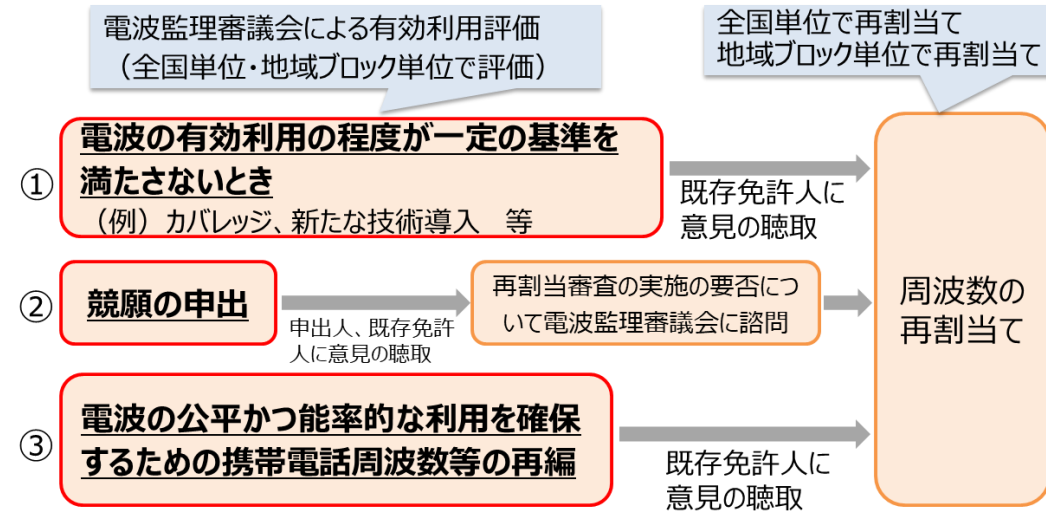 電波監理審議会による有効利用評価
（全国単位・地域ブロック単位で評価）
全国単位で再割当て
地域ブロック単位で再割当て
①
電波の有効利用の程度が一定の基準を
満たさないとき
（例）カバレッジ、新たな技術導入　等
既存免許人に
意見の聴取
②
競願の申出
申出人、既存免許
人に意見の聴取
再割当審査の実施の要否につ
いて電波監理審議会に諮問
周波数の
再割当て
③
電波の公平かつ能率的な利用を確保
するための携帯電話周波数等の再編
既存免許人に
意見の聴取